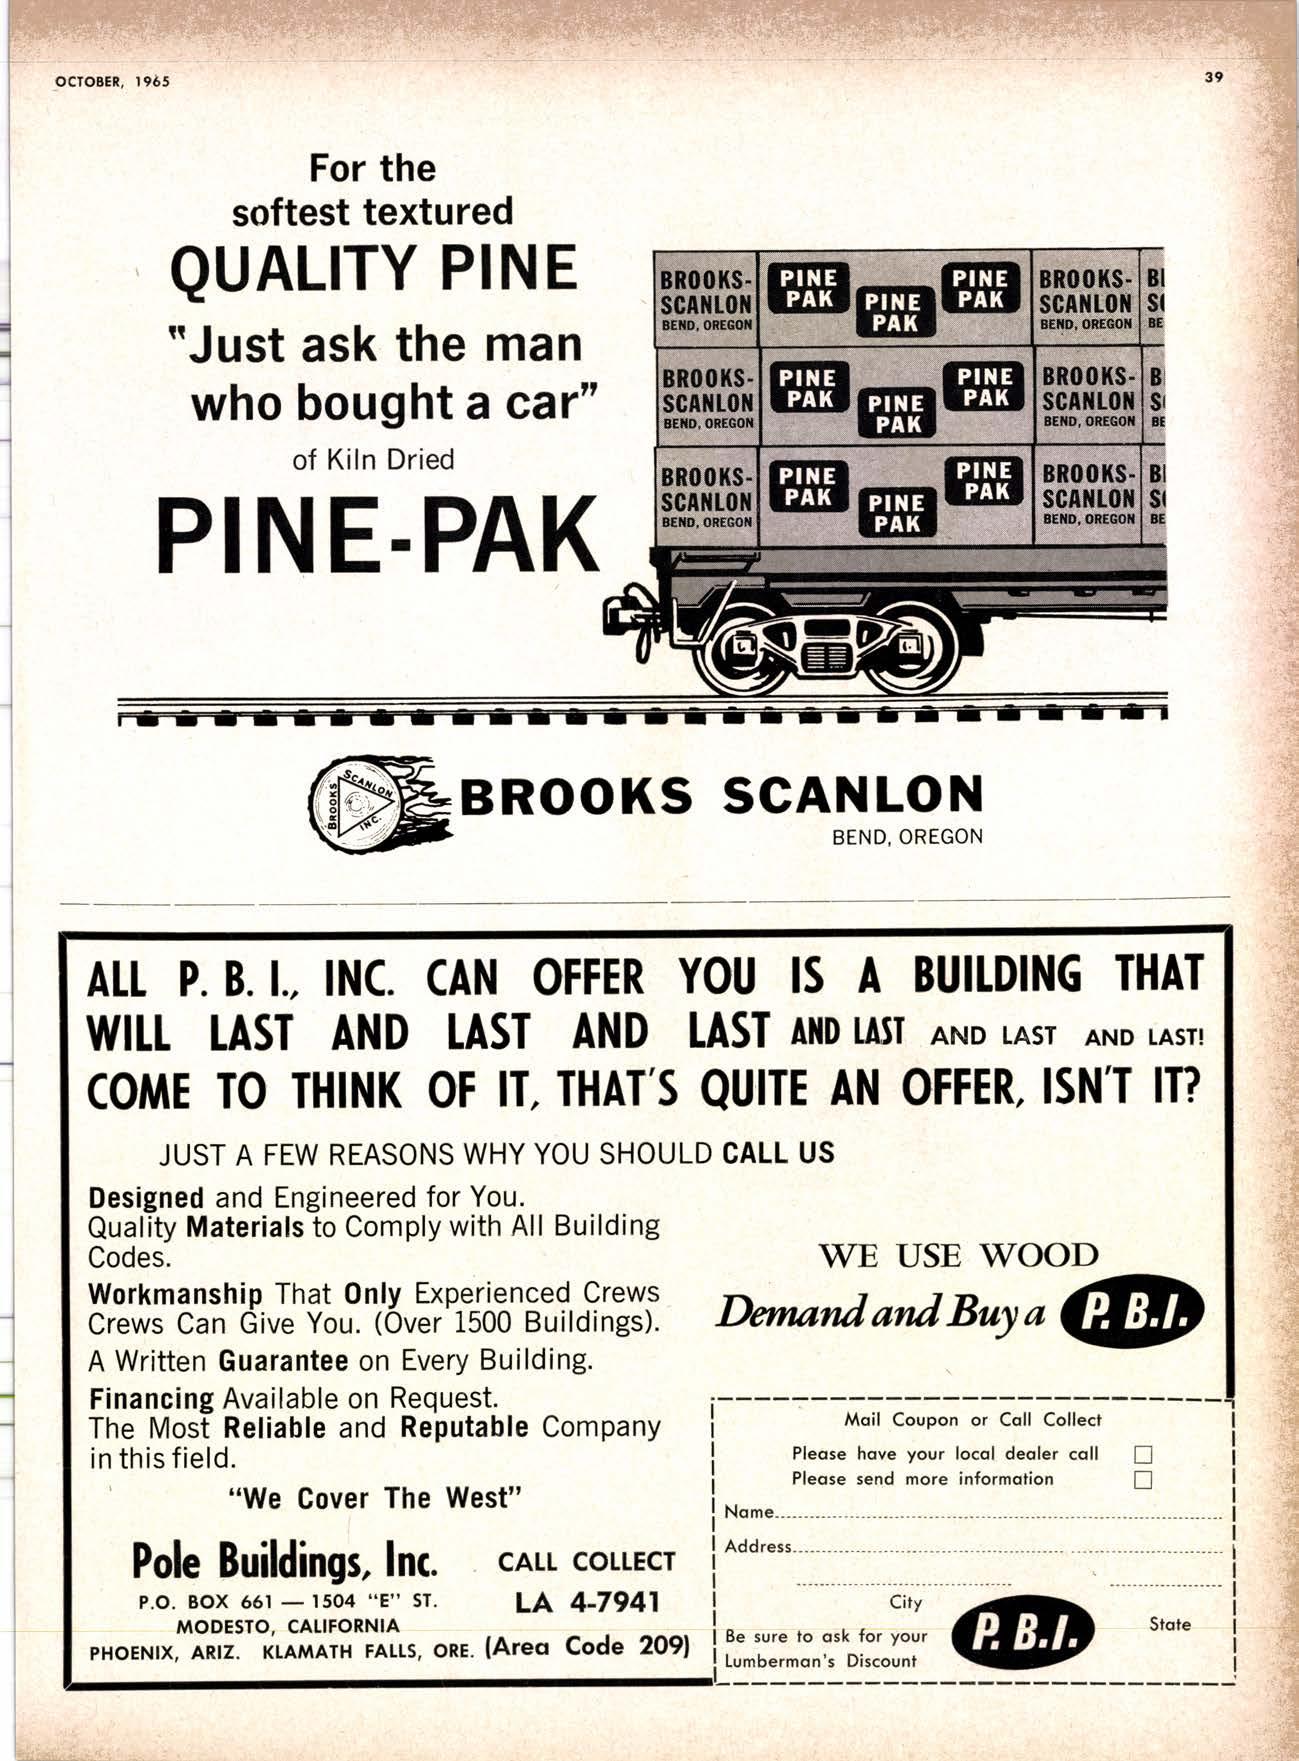 OCTOBER, 1965
39
For the
softest textured
QUALITY PINE
"Just ask the man
who bought a car"
of Kiln Dried
PINE-PAK
BROOKS-
SCANLON
BEND, OREGON
PINE
PAK
PINE
PAK
PINE
PAK
BROOKS-
SCANLON
BEND, OREGON
B
S
BE
BROOKS-
SCANLON
BEND, OREGON
PINE
PAK
PINE
PAK
PINE
PAK
BROOKS-
SCANLON
BEND, OREGON
B
S
BE
BROOKS-
SCANLON
BEND, OREGON
PINE
PAK
PINE
PAK
PINE
PAK
BROOKS-
SCANLON
BEND, OREGON
B
S
BE
BROOKS
SCANLON
INC.
BROOKS SCANLON
BEND, OREGON
ALL P. B. I., INC. CAN OFFER YOU IS A BUILDING THAT
WILL LAST AND LAST AND LAST AND LAST AND LAST AND LAST!
COME TO THINK OF IT, THAT'S QUITE AN OFFER, ISN'T IT?
JUST A FEW REASONS WHY YOU SHOULD CALL US
Designed and Engineered for You.
Quality Materials to Comply with All Building
Codes.
Workmanship That Only Experienced Crews
Crews Can Give You. (Over 1500 Buildings).
A Written Guarantee on Every Building.
Financing Available on Request.
The Most Reliable and Reputable Company
in this field.
"We Cover The West"
Pole Buildings, Inc.
P.O. BOX 661 — 1504 "E" ST.
MODESTO, CALIFORNIA
PHOENIX, ARIZ. KLAMATH FALLS, ORE.
CALL COLLECT
LA 4-7941
(Area Code 209)
WE USE WOOD
Demand and Buy a P. B.I.
Mail Coupon or Call Collect
Please have your local dealer call
Please send more information
Name
Address
City
State
Be sure to ask for your
Lumberman's Discount
P. B.I.